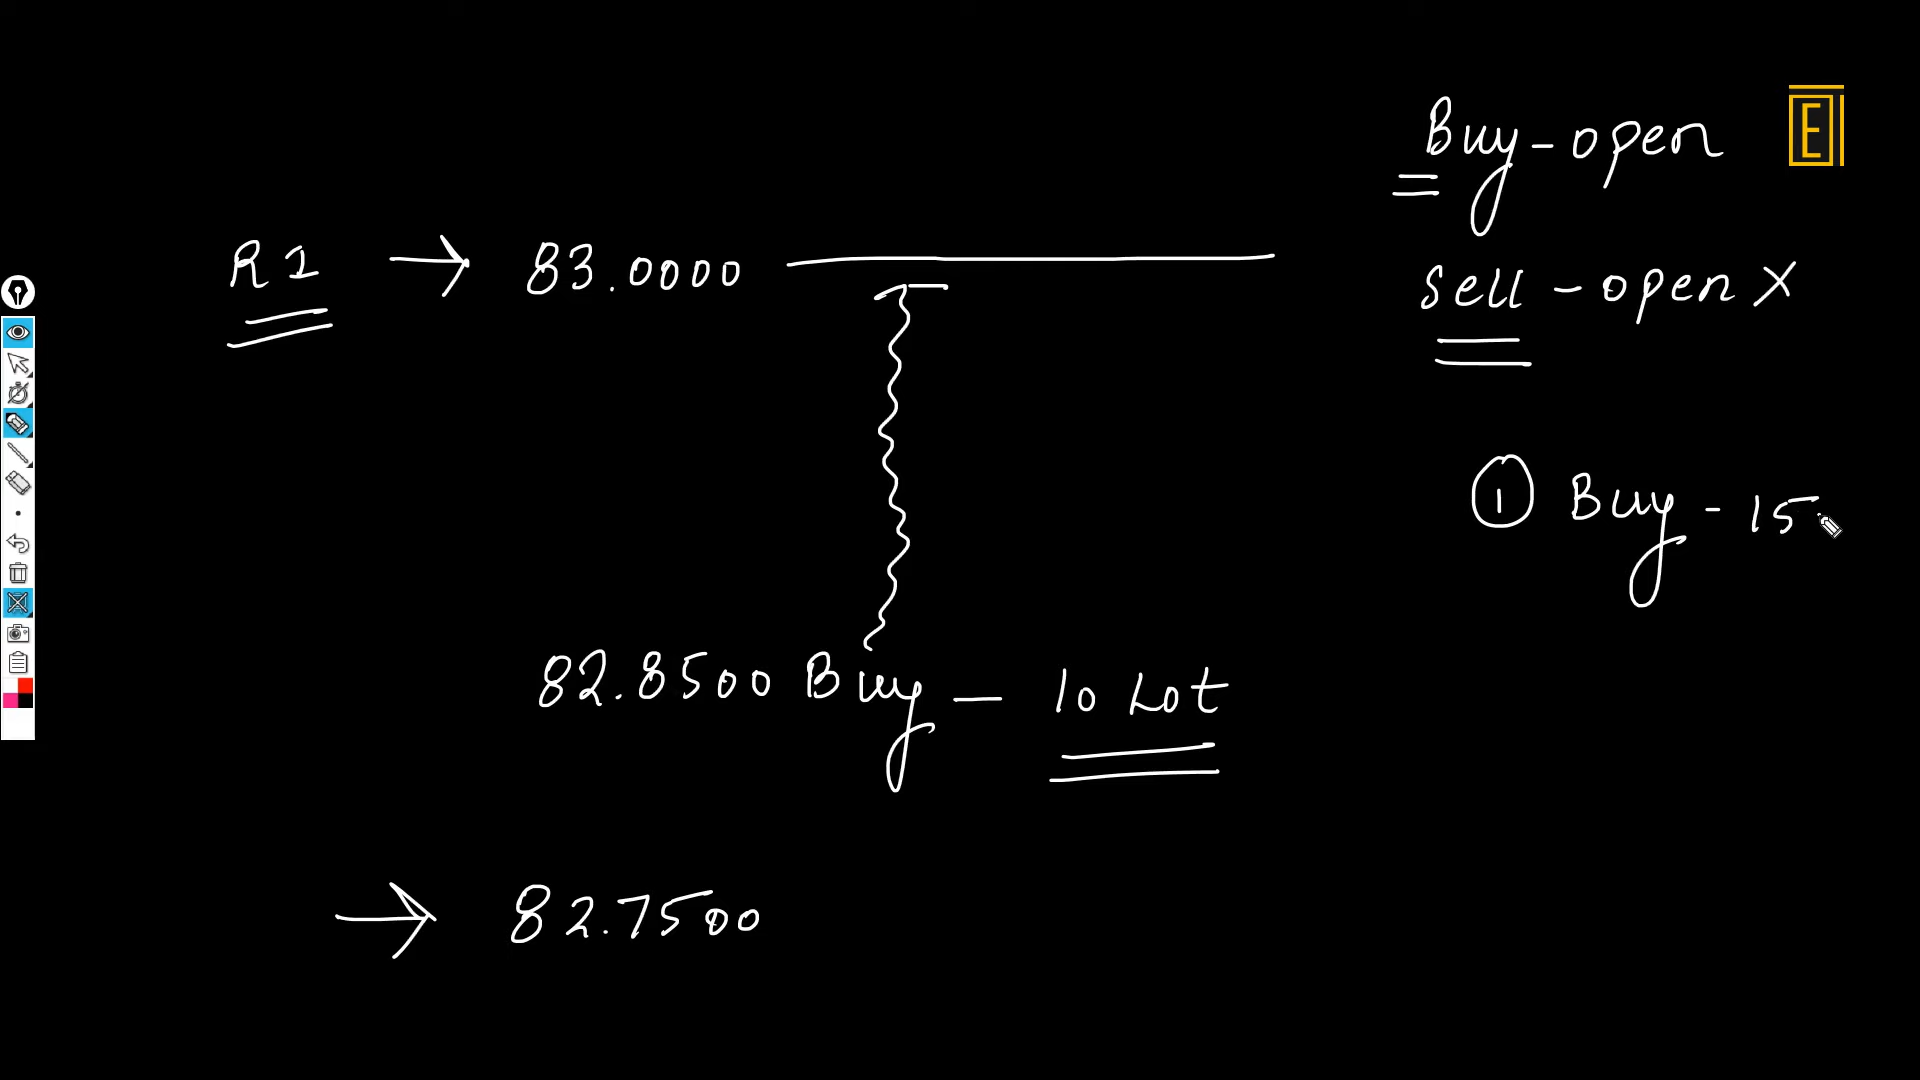 Buy - open
E
R1 → 83.0000
Sell - open X
① Buy - 15
82.8500 Buy — 10 Lot
→ 82.7500